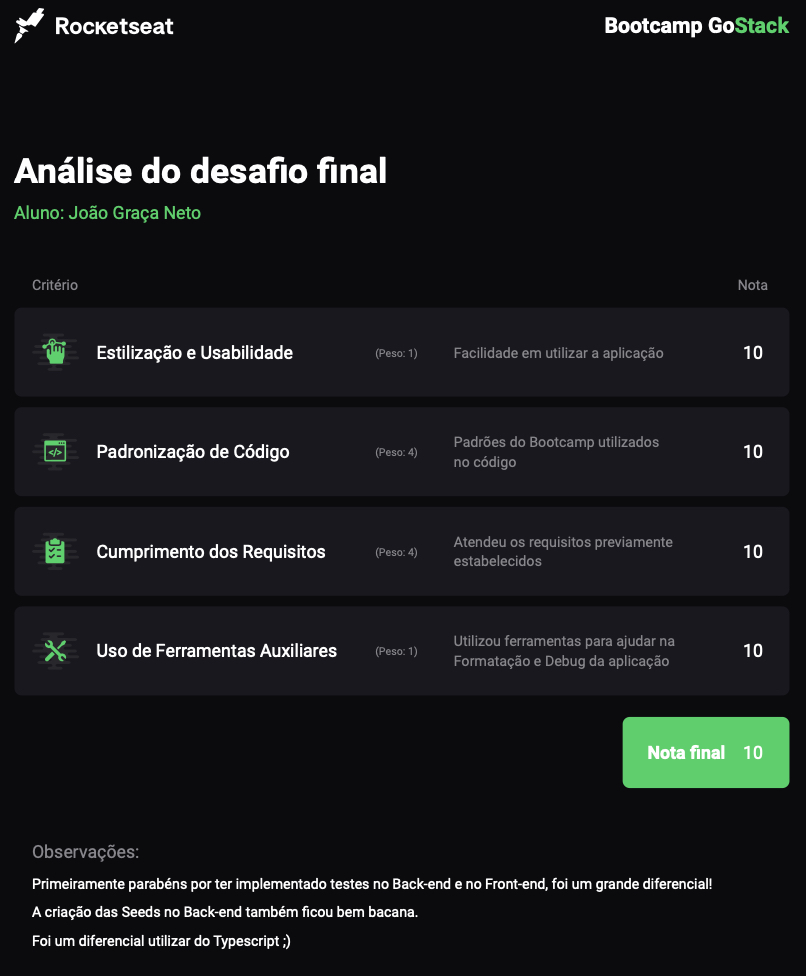 Rocketseat
Bootcamp GoStack
Análise do desafio final
Aluno: João Graça Neto
Critério
Nota
Estilização e Usabilidade
(Peso: 1)
Facilidade em utilizar a aplicação
10
</>
Padronização de Código
(Peso: 4)
Padrões do Bootcamp utilizados
no código
10
Cumprimento dos Requisitos
(Peso: 4)
Atendeu os requisitos previamente
estabelecidos
10
Uso de Ferramentas Auxiliares
(Peso: 1)
Utilizou ferramentas para ajudar na
Formatação e Debug da aplicação
10
Nota final 10
Observações:
Primeiramente parabéns por ter implementado testes no Back-end e no Front-end, foi um grande diferencial!
A criação das Seeds no Back-end também ficou bem bacana.
Foi um diferencial utilizar do Typescript ;)